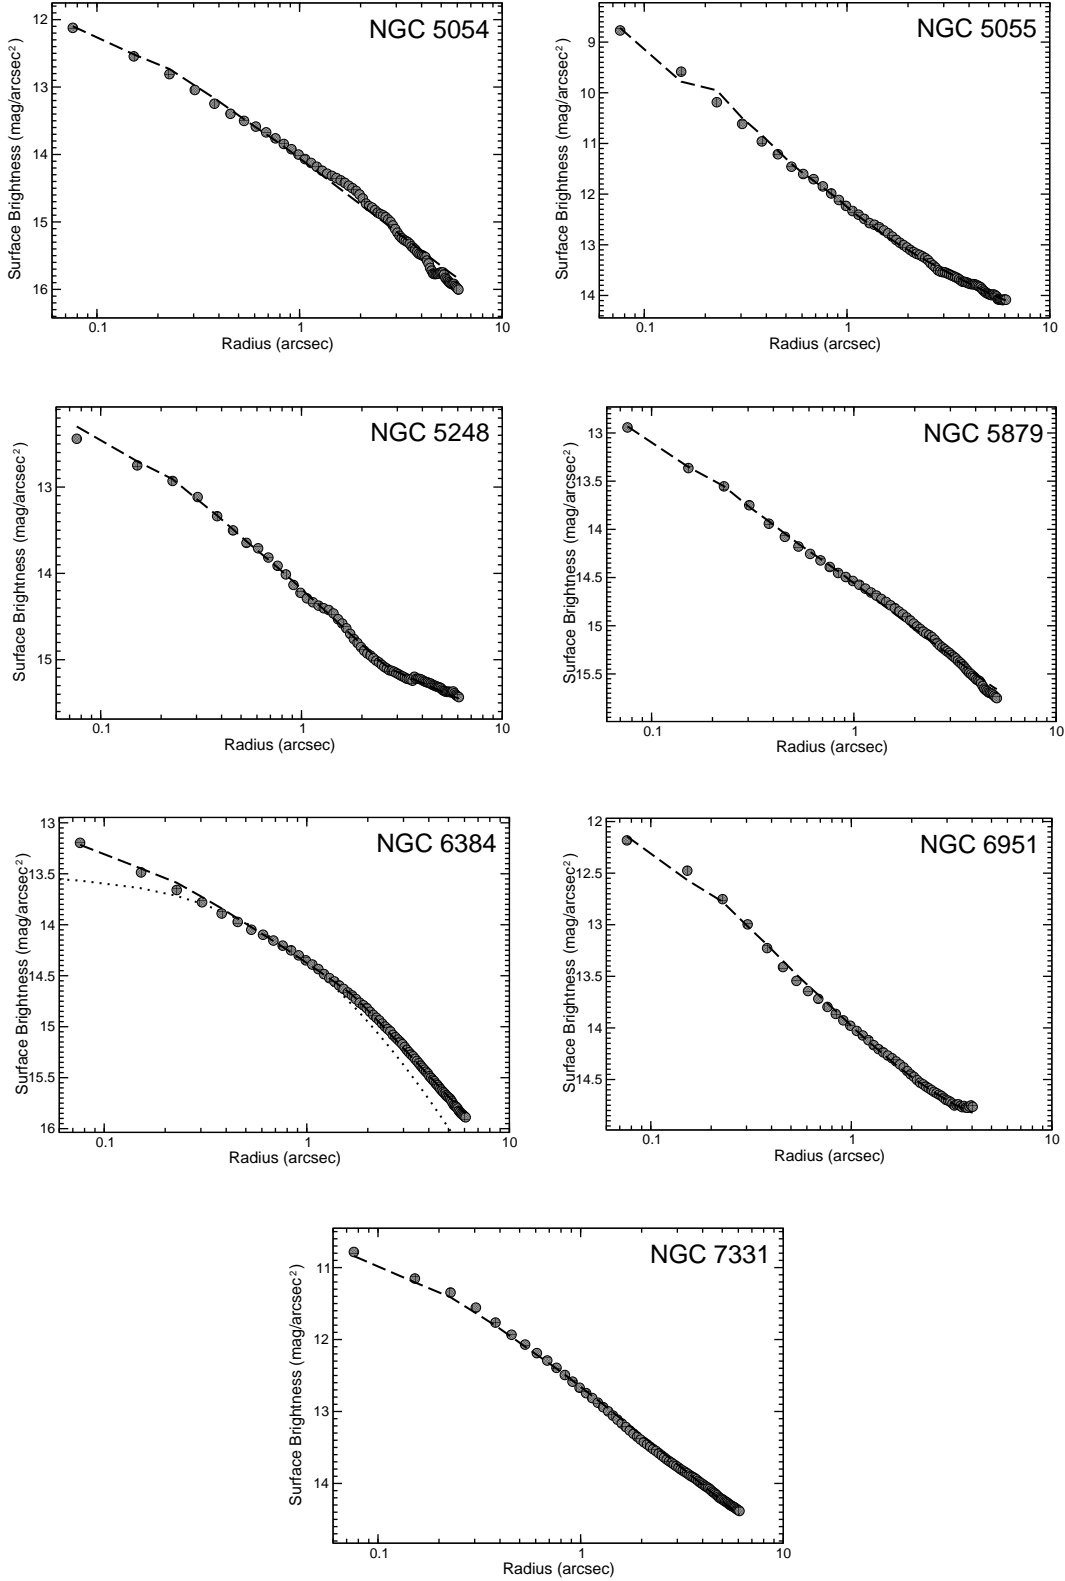 NGC 5054
12
13
14
15
16
0.1
1
10
Radius (arcsec)
Surface Brightness (mag/arcsec²)
NGC 5055
9
10
11
12
13
14
0.1
1
10
Radius (arcsec)
Surface Brightness (mag/arcsec²)
NGC 5248
13
14
15
0.1
1
10
Radius (arcsec)
Surface Brightness (mag/arcsec²)
NGC 5879
13
13.5
14
14.5
15
15.5
0.1
1
10
Radius (arcsec)
Surface Brightness (mag/arcsec²)
NGC 6384
13
13.5
14
14.5
15
15.5
16
0.1
1
10
Radius (arcsec)
Surface Brightness (mag/arcsec²)
NGC 6951
12
12.5
13
13.5
14
14.5
0.1
1
10
Radius (arcsec)
Surface Brightness (mag/arcsec²)
NGC 7331
11
12
13
14
0.1
1
10
Radius (arcsec)
Surface Brightness (mag/arcsec²)